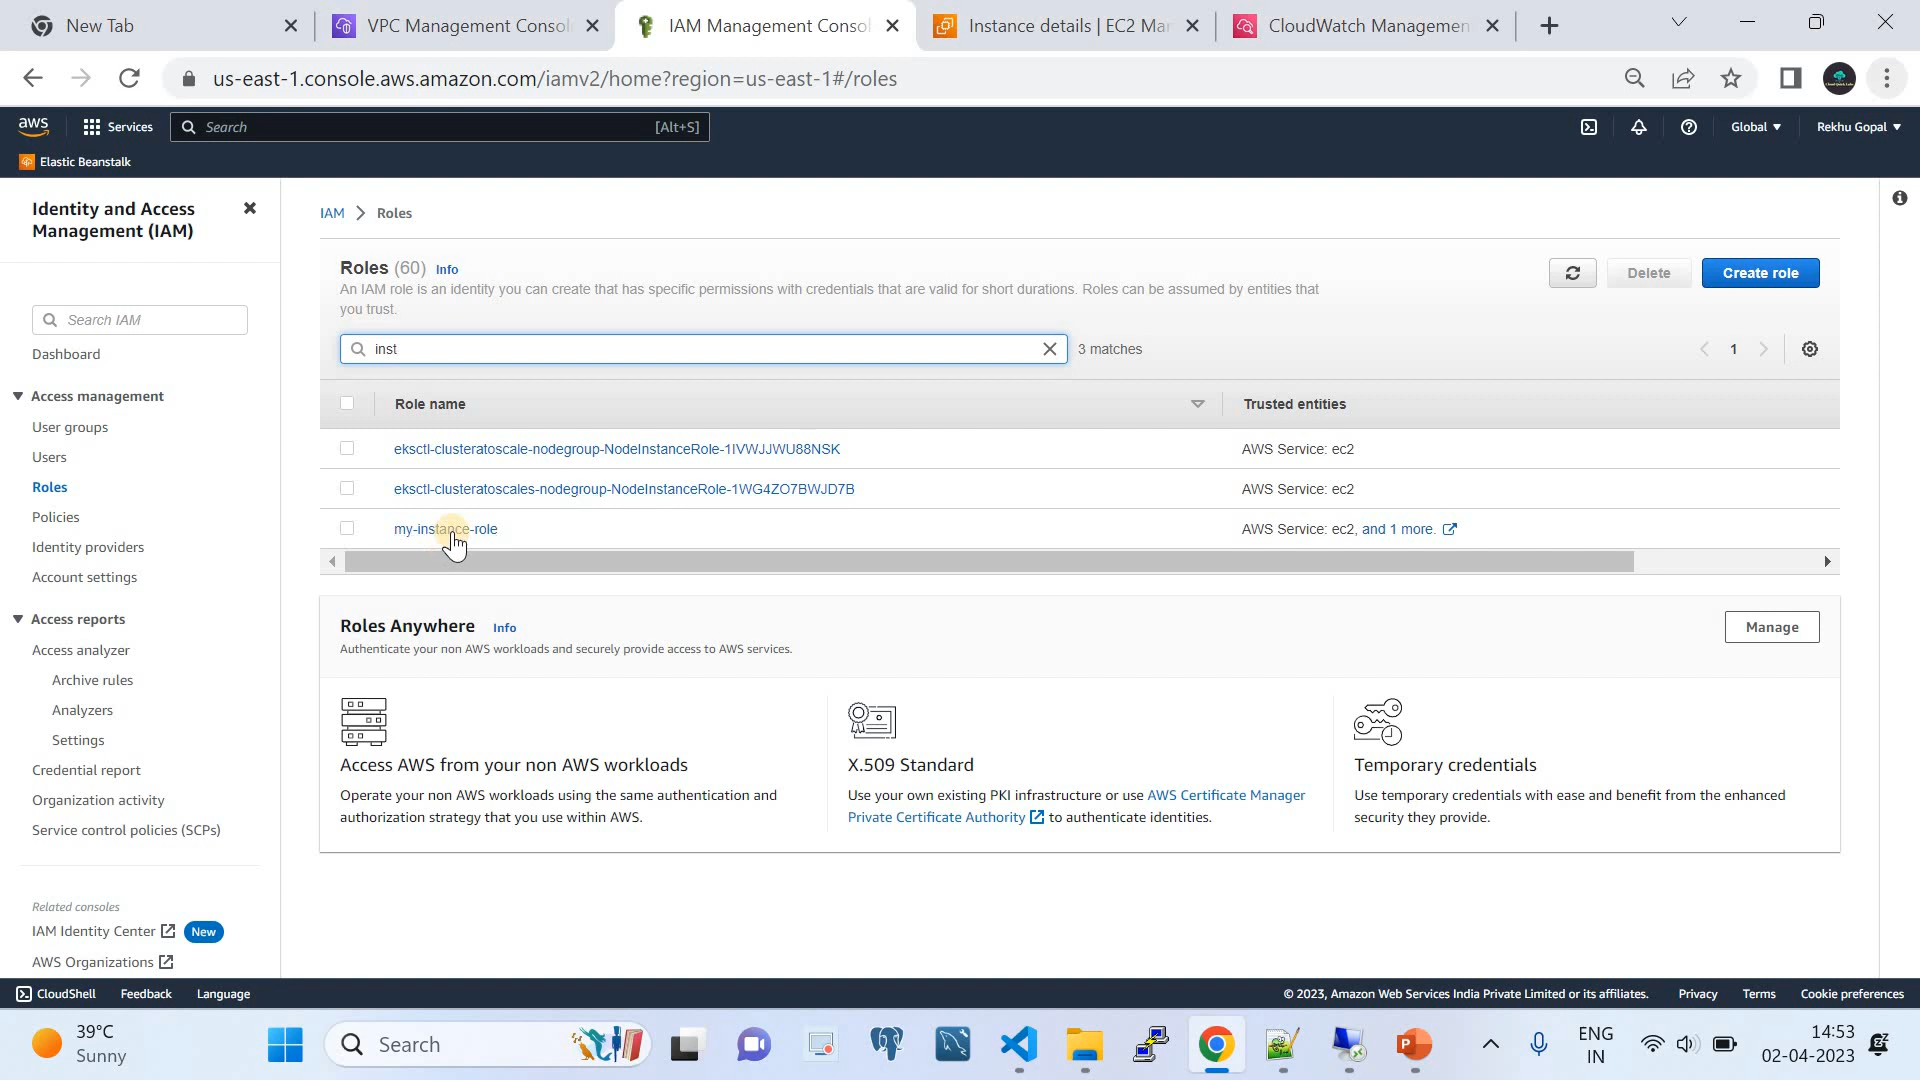 New Tab
VPC Management Consol
IAM Management Consol
Instance details | EC2 Mar
CloudWatch Managemen
us-east-1.console.aws.amazon.com/iamv2/home?region=us-east-1#/roles
aws
Services
Search
[Alt+S]
Global
Rekhu Gopal
Elastic Beanstalk
Identity and Access
Management (IAM)
Search IAM
Dashboard
Access management
User groups
Users
Roles
Policies
Identity providers
Account settings
Access reports
Access analyzer
Archive rules
Analyzers
Settings
Credential report
Organization activity
Service control policies (SCPs)
Related consoles
IAM Identity Center New
AWS Organizations
IAM > Roles
Roles (60) Info
An IAM role is an identity you can create that has specific permissions with credentials that are valid for short durations. Roles can be assumed by entities that
you trust.
Delete
Create role
inst
3 matches
1
Role name
Trusted entities
eksctl-clusteratoscale-nodegroup-NodeInstanceRole-1IVWJJWU88NSK
AWS Service: ec2
eksctl-clusteratoscales-nodegroup-NodeInstanceRole-1WG4ZO7BWJD7B
AWS Service: ec2
my-instance-role
AWS Service: ec2, and 1 more.
Roles Anywhere Info
Authenticate your non AWS workloads and securely provide access to AWS services.
Manage
Access AWS from your non AWS workloads
Operate your non AWS workloads using the same authentication and
authorization strategy that you use within AWS.
X.509 Standard
Use your own existing PKI infrastructure or use AWS Certificate Manager
Private Certificate Authority to authenticate identities.
Temporary credentials
Use temporary credentials with ease and benefit from the enhanced
security they provide.
CloudShell
Feedback
Language
© 2023, Amazon Web Services India Private Limited or its affiliates.
Privacy
Terms
Cookie preferences
39°C
Sunny
Search
ENG
IN
14:53
02-04-2023